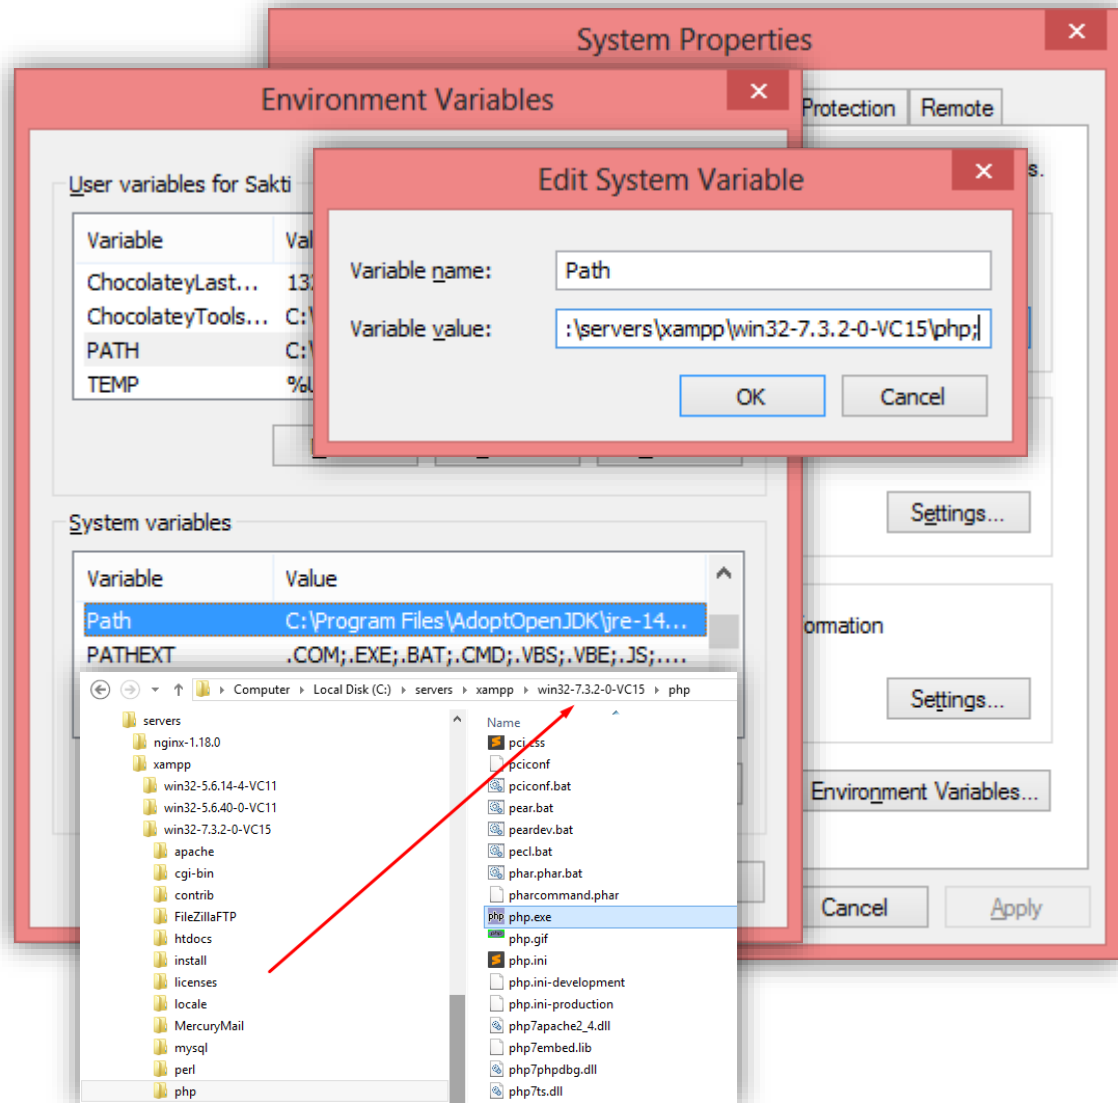 System Properties
Protection
Remote
Environment Variables
User variables for Sakti
Variable
ChocolateyLast...
ChocolateyTools...
PATH
TEMP
Edit System Variable
Variable name:
Path
Variable value:
:\servers\xampp\win32-7.3.2-0-VC15\php;
OK
Cancel
Settings...
System variables
Variable Value
Path C:\Program Files\AdoptOpenJDK\jre-14...
PATHEXT .COM;.EXE;.BAT;.CMD;.VBS;.VBE;.JS;....
Settings...
Environment Variables...
Cancel
Apply
Computer Local Disk (C:) servers xampp win32-7.3.2-0-VC15 php
servers
nginx-1.18.0
xampp
win32-5.6.14-4-VC11
win32-5.6.40-0-VC11
win32-7.3.2-0-VC15
apache
cgi-bin
contrib
FileZillaFTP
htdocs
install
licenses
locale
MercuryMail
mysql
perl
php
Name
pci.css
pciconf
pciconf.bat
pear.bat
peardev.bat
pecl.bat
phar.phar.bat
pharcommand.phar
php.exe
php.gif
php.ini
php.ini-development
php.ini-production
php7apache2_4.dll
php7embed.lib
php7phpdbg.dll
php7ts.dll